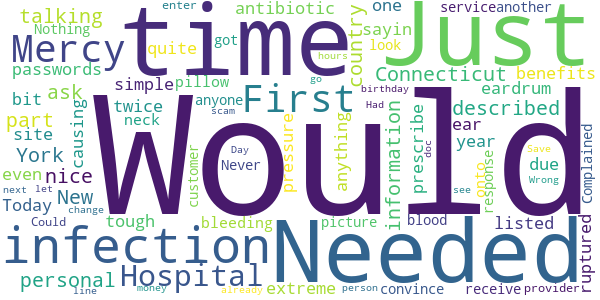 talking
antibiotic
one
enter
service
another
Nothing
Mercy
time
Just
quite
got
country
sayin
look
hours
passwords
Connecticut
benefits
simple
pillow
go
bit
ask
First
eardrum
twice
anyone
birthday
described
scam
Had
part
neck
ear
site
causing
Would
pressure
anything
information
prescribe
doc
year
York
Day
Never
customer
Save
due
Wrong
complained
even
nice
response
onto
see
next
let
New
Today
change
Could
tough
bleeding
picture
blood
listed
ruptured
infection
Needed
Hospital
personal
extreme
convince
receive
provider
line
money
already
person